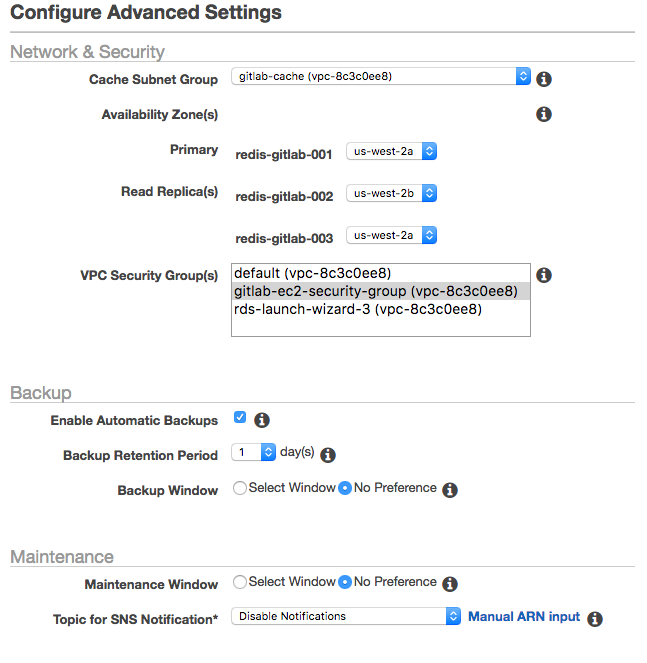 Configure Advanced Settings
Network & Security
Cache Subnet Group gitlab-cache (vpc-8c3c0ee8)
Availability Zone(s)
Primary redis-gitlab-001 us-west-2a
Read Replica(s) redis-gitlab-002 us-west-2b
redis-gitlab-003 us-west-2a
VPC Security Group(s) default (vpc-8c3c0ee8)
gitlab-ec2-security-group (vpc-8c3c0ee8)
rds-launch-wizard-3 (vpc-8c3c0ee8)
Backup
Enable Automatic Backups
Backup Retention Period 1 day(s)
Backup Window Select Window No Preference
Maintenance
Maintenance Window Select Window No Preference
Topic for SNS Notification* Disable Notifications Manual ARN input